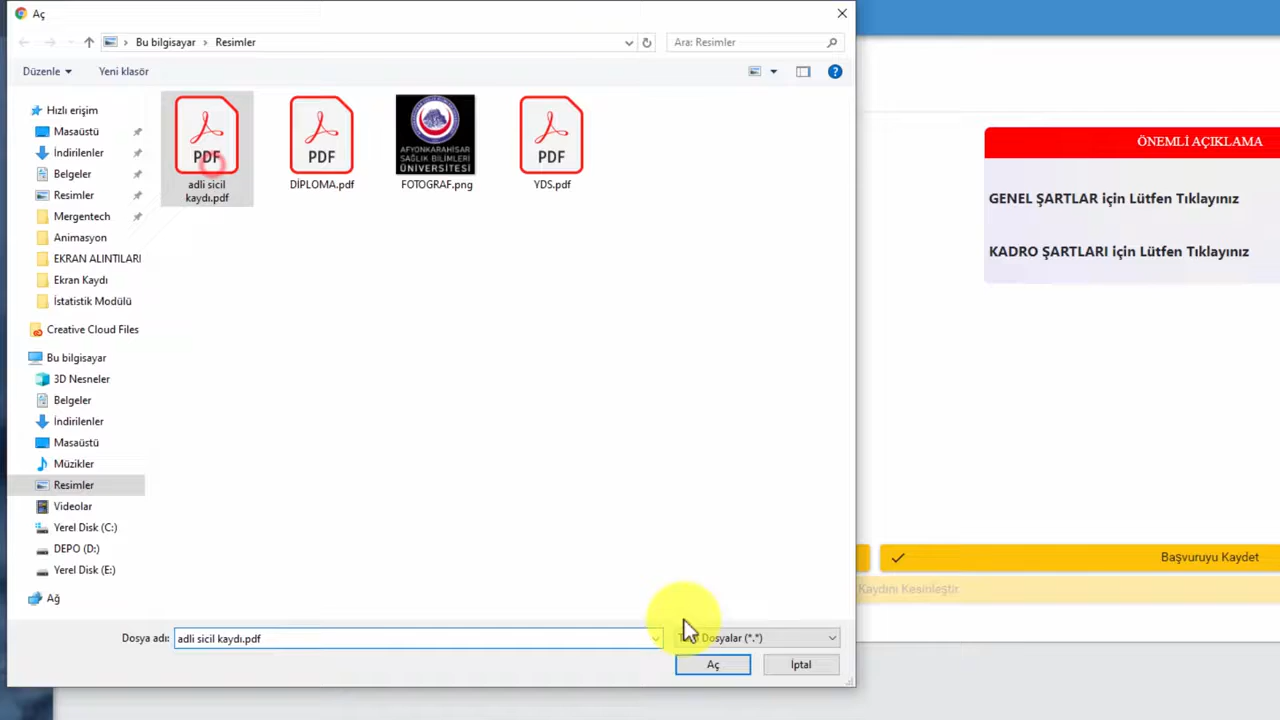 Aç
Bu bilgisayar
Resimler
Ara: Resimler
Düzenle
Yeni klasör
Hızlı erişim
Masaüstü
İndirilenler
Belgeler
Resimler
Mergentech
Animasyon
EKRAN ALINTILARI
Ekran Kaydı
İstatistik Modülü
Creative Cloud Files
Bu bilgisayar
3D Nesneler
Belgeler
İndirilenler
Masaüstü
Müzikler
Resimler
Videolar
Yerel Disk (C:)
DEPO (D:)
Yerel Disk (E:)
Ağ
PDF
adli sicil
kaydı.pdf
PDF
DİPLOMA.pdf
AFYONKARAHİSAR
SAĞLIK BİLİMLERİ
ÜNİVERSİTESİ
FOTOGRAF.png
PDF
YDS.pdf
Dosya adı:
adli sicil kaydı.pdf
Dosyalar (*.*)
Aç
İptal
ÖNEMLİ AÇIKLAMA
GENEL ŞARTLAR için Lütfen Tıklayınız
KADRO ŞARTLARI için Lütfen Tıklayınız
Başvuruyu Kaydet
Kaydını Kesinleştir